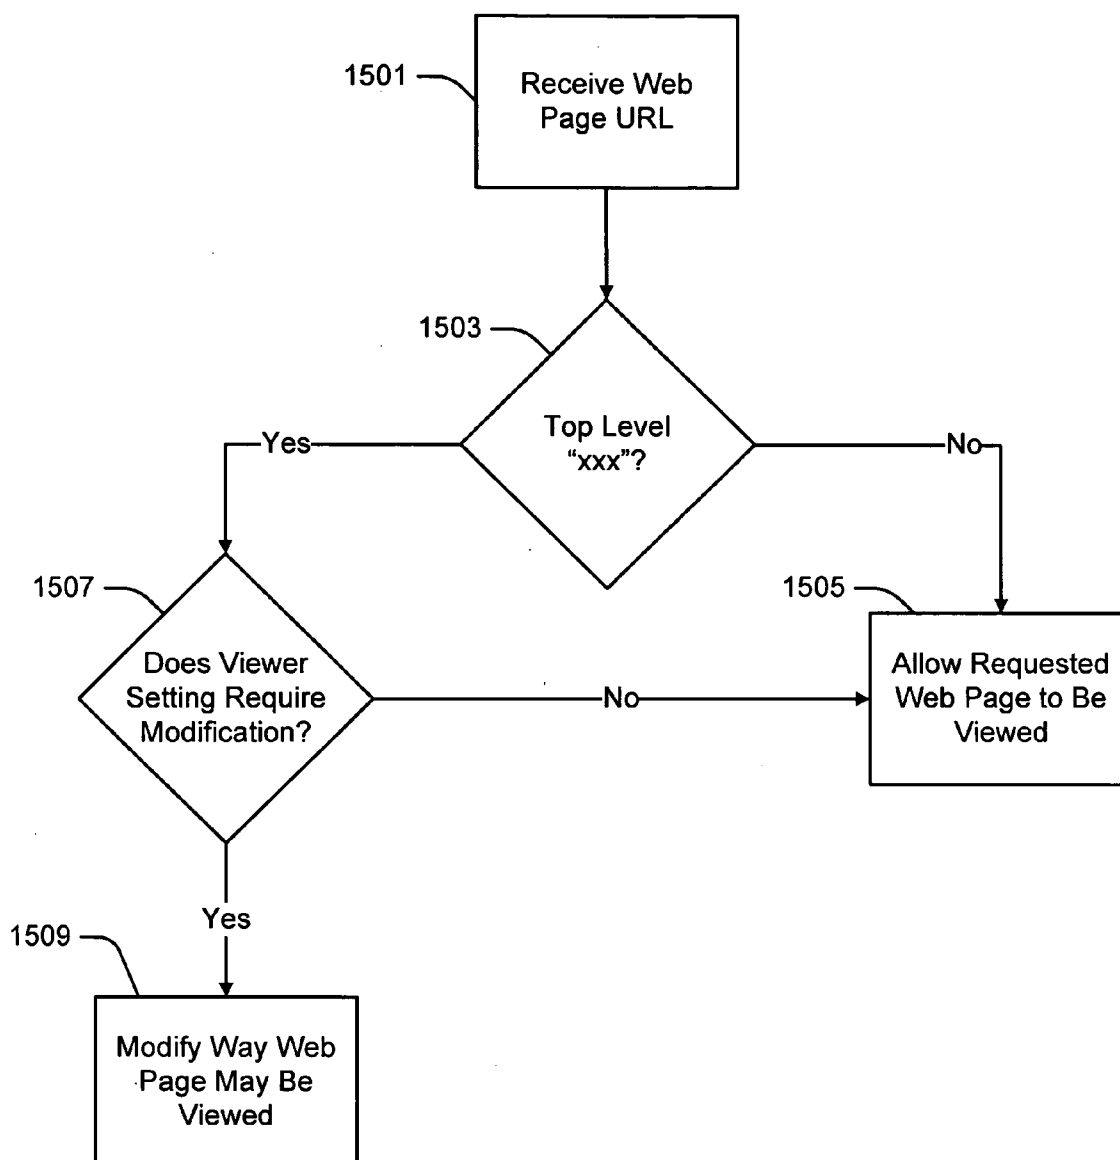 1501
Receive Web
Page URL
1503
Top Level
“xxx”?
Yes
No
1507
Does Viewer
Setting Require
Modification?
No
1505
Allow Requested
Web Page to Be
Viewed
Yes
1509
Modify Way Web
Page May Be
Viewed